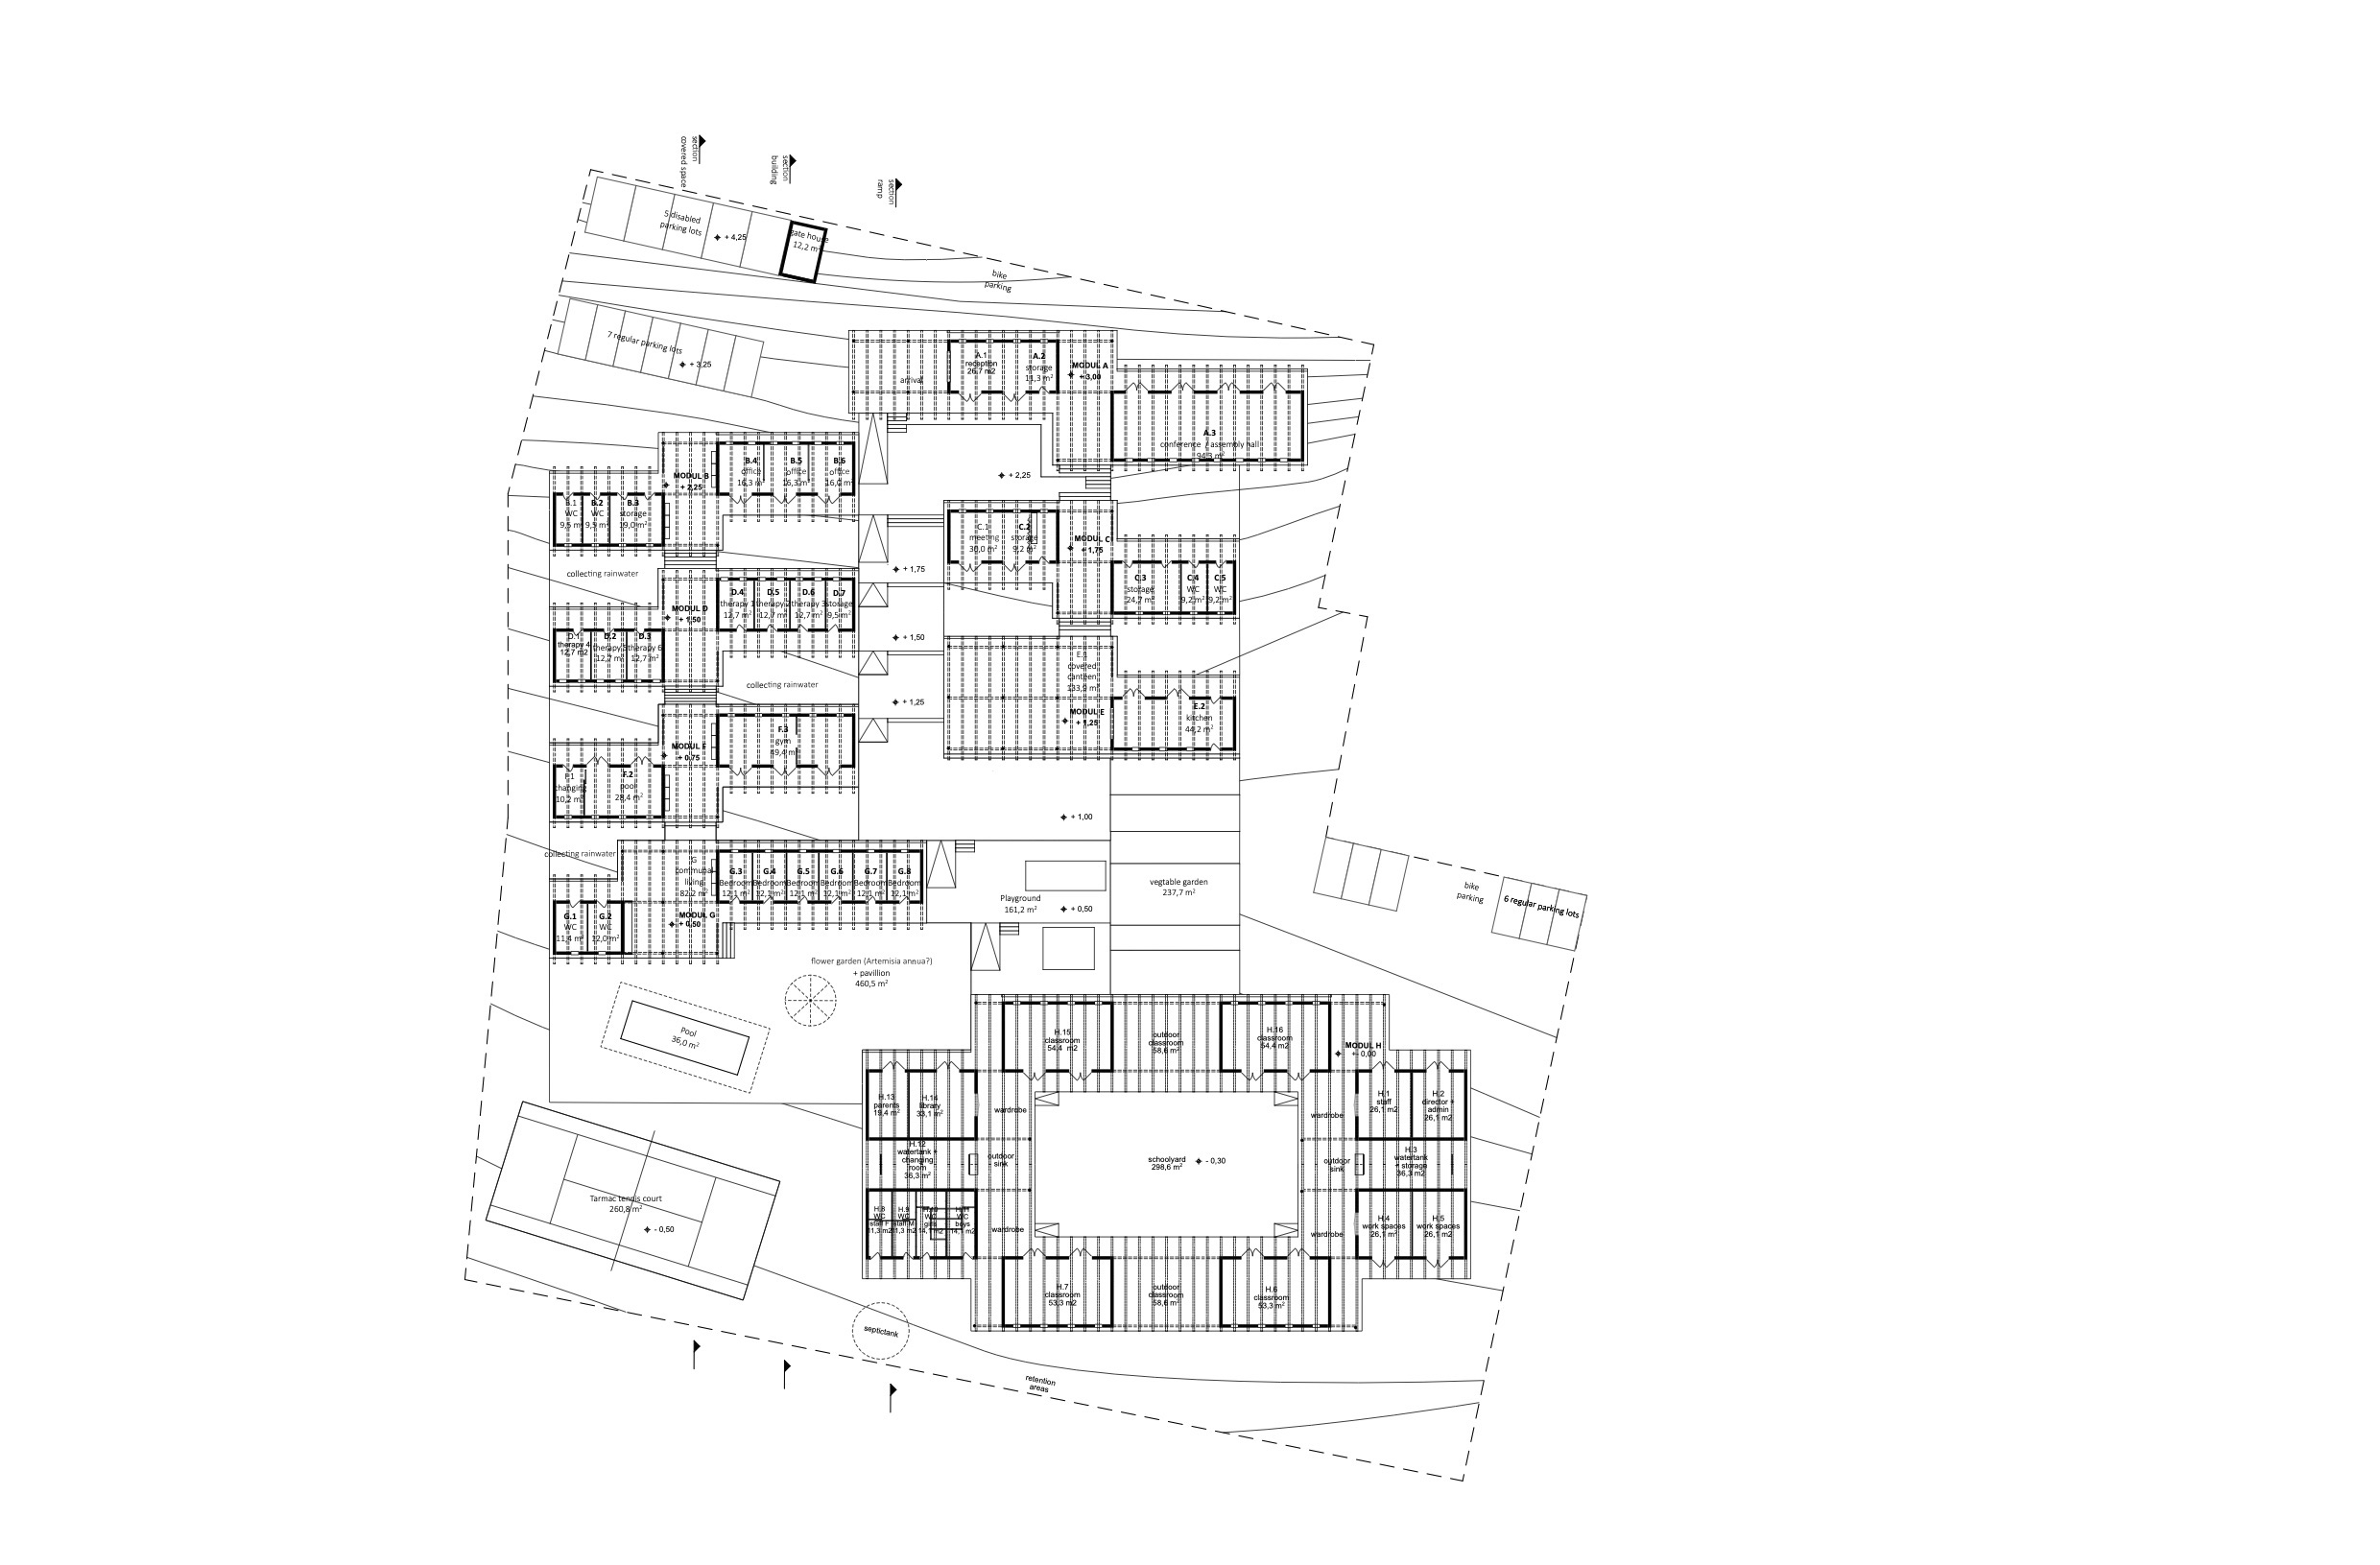 section
covered space
section
building
section
ramp
5 disabled
parking lots
+ 4,25
gate house
12,2 m²
bike
parking
7 regular parking lots
+ 3,25
arrival
A.1
reception
26,7 m2
A.2
storage
11,3 m²
MODUL A
+ 3,00
A.3
conference / assembly hall
+ 2,25
B.4
office
16,3 m²
B.5
office
16,3 m²
B.6
office
MODUL B
+ 2,25
B.1
WC
9,5 m²
B.2
WC
9,5 m²
B.3
storage
19,0 m²
C.1
meeting
30,0 m²
C.2
storage
9,2 m²
MODUL C
+ 1,75
C.3
storage
24,7 m²
C.4
WC
9,2 m²
C.5
WC
9,2 m²
collecting rainwater
+ 1,75
D.4
therapy 1
12,7 m²
D.5
therapy 2
12,7 m²
D.6
therapy 3
12,7 m²
D.7
storage
9,5 m²
MODUL D
+ 1,50
+ 1,50
D.1
therapy 4
12,7 m2
D.2
therapy 5
12,7 m²
D.3
therapy 6
12,7 m²
covered
canteen
133,9 m²
MODUL E
+ 1,25
E.2
kitchen
44,2 m²
collecting rainwater
+ 1,25
F.3
gym
49,4 m²
MODUL F
+ 0,75
F.1
changing
10,2 m²
F.2
pool
28,4 m²
+ 1,00
collecting rainwater
G
communal
living
82,2 m²
G.3
Bedroom
12,1 m²
G.4
Bedroom
12,1 m²
G.5
Bedroom
12,1 m²
G.6
Bedroom
12,1 m²
G.7
Bedroom
12,1 m²
G.8
Bedroom
12,1 m²
MODUL G
+ 0,50
G.1
WC
11,4 m²
G.2
WC
12,0 m²
Playground
161,2 m²
+ 0,50
vegtable garden
237,7 m²
bike
parking
6 regular parking lots
flower garden (Artemisia annua?)
+ pavillion
460,5 m²
Pool
36,0 m²
H.15
classroom
54,4 m2
outdoor
classroom
58,6 m²
H.16
classroom
54,4 m2
MODUL H
+- 0,00
H.13
parents
19,4 m²
H.14
library
33,1 m²
wardrobe
wardrobe
H.1
staff
26,1 m2
H.2
director +
admin
26,1 m2
H.12
watertank +
changing
room
36,3 m²
outdoor
sink
schoolyard
298,6 m²
- 0,30
outdoor
sink
H.3
watertank
+ storage
36,3 m2
H.8
WC
staff F
11,3 m2
H.9
WC
staff M
11,3 m2
WC
girls
WC
boys
wardrobe
wardrobe
H.4
work spaces
26,1 m²
H.5
work spaces
26,1 m2
H.7
classroom
53,3 m2
outdoor
classroom
58,6 m²
H.6
classroom
53,3 m²
Tarmac tennis court
260,8 m²
- 0,50
septictank
retention
areas